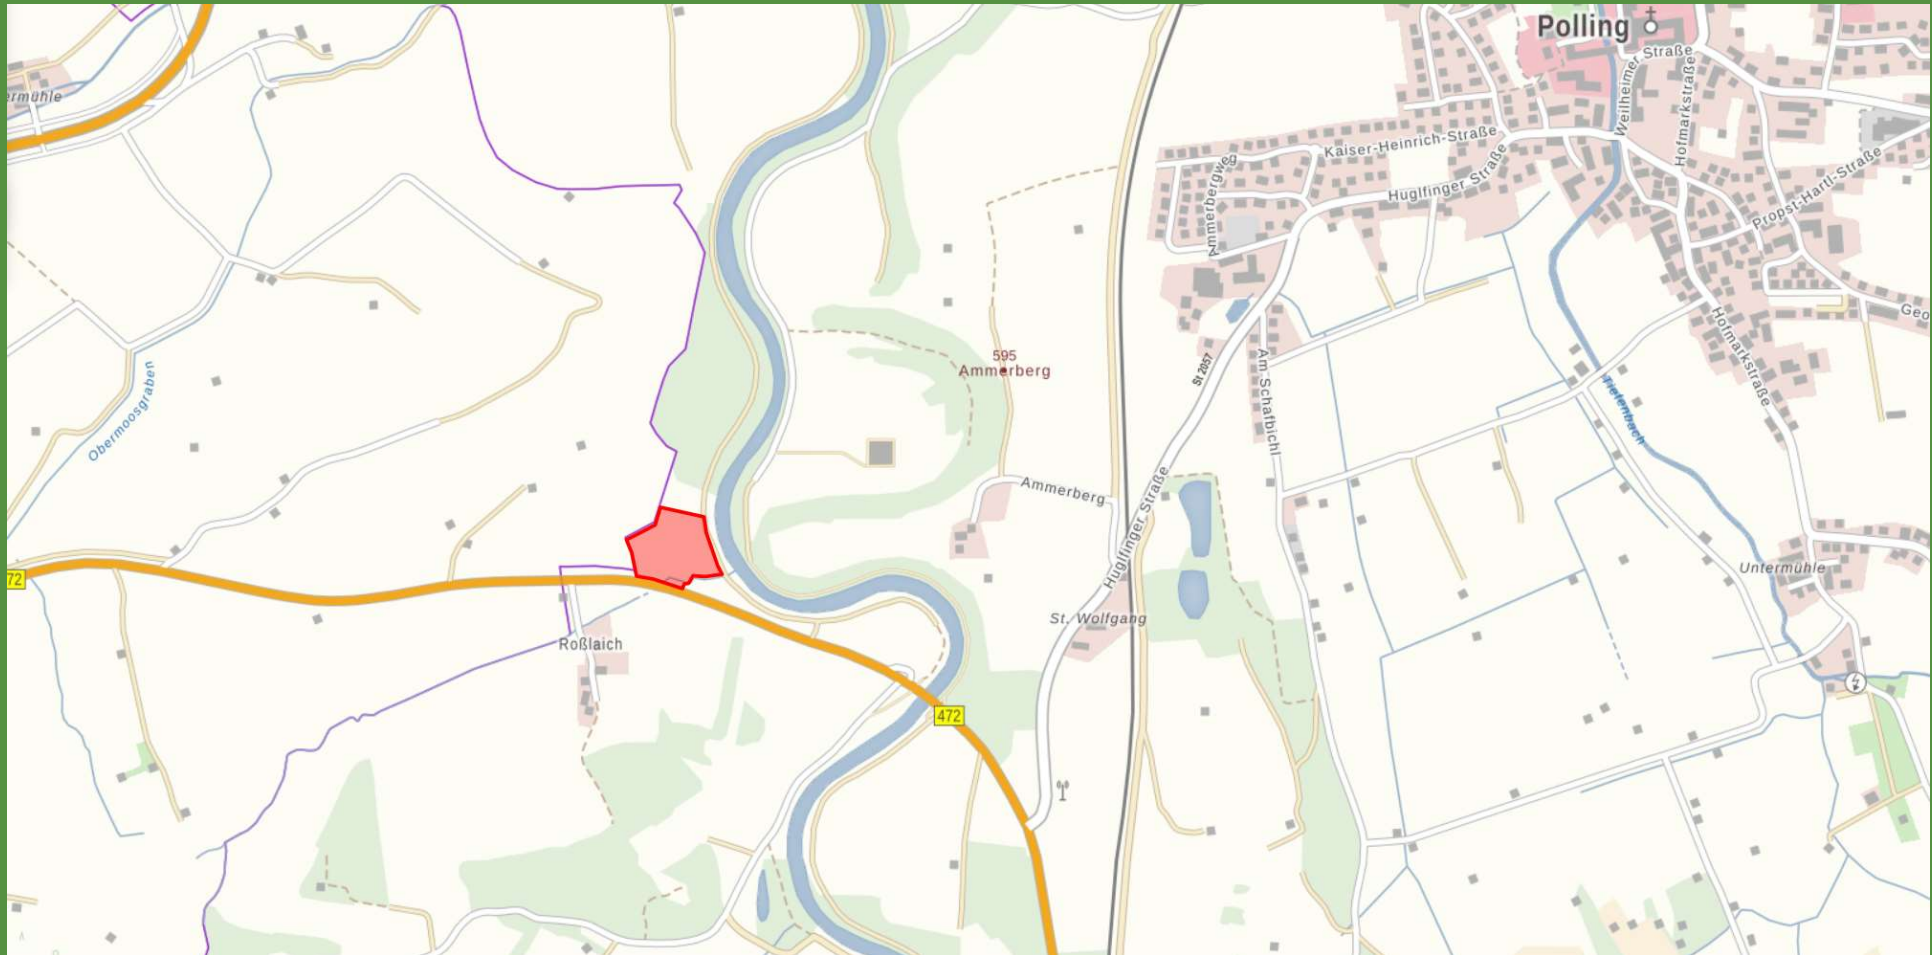 Polling
Weilheimer Straße
Hofmarkstraße
Kaiser-Heinrich-Straße
Huglfinger Straße
Ammerbergweg
Ammerbergweg
Propst-Hartl-Straße
ermühle
Geo
Hofmarkstraße
595
Ammerberg
St 2057
Am Schafbichl
Tiefenbach
Obermoosgraben
Ammerberg
Huglfinger Straße
Untermühle
72
St. Wolfgang
Roßlaich
472